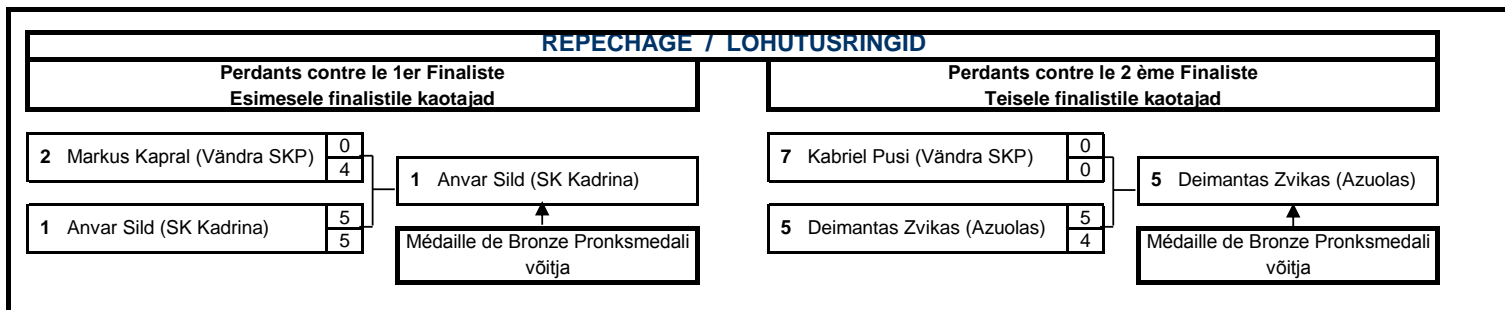 REPECHAGE / LOHUTUSRINGID
Perdants contre le 1er Finaliste
Esimesele finalistile kaotajad
Perdants contre le 2 ème Finaliste
Teisele finalistile kaotajad
2 Markus Kapral (Vändra SKP) 0
4
1 Anvar Sild (SK Kadrina)
1 Anvar Sild (SK Kadrina) 5
5
Médaille de Bronze Pronksmedali
võitja
7 Kabriel Pusi (Vändra SKP) 0
0
5 Deimantas Zvikas (Azuolas)
5 Deimantas Zvikas (Azuolas) 5
4
Médaille de Bronze Pronksmedali
võitja